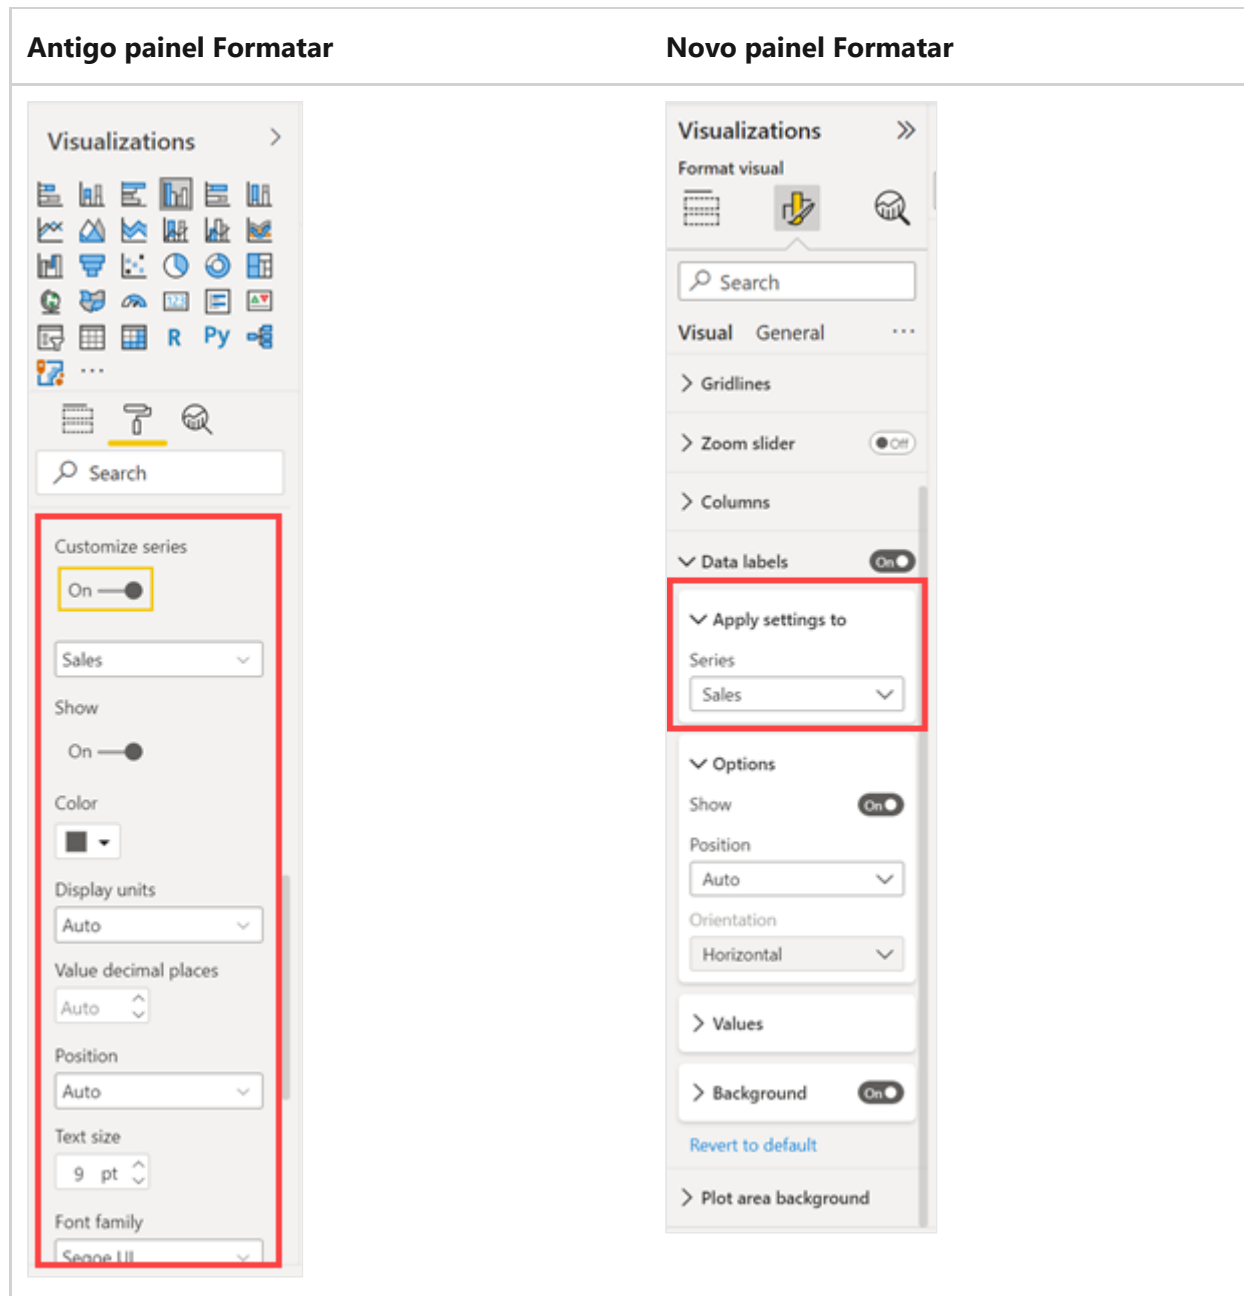 Antigo painel Formatar
Novo painel Formatar
Visualizations
123
R
Py
...
Search
Customize series
On
Sales
Show
On
Color
Display units
Auto
Value decimal places
Auto
Position
Auto
Text size
9 pt
Font family
Segoe UI
Visualizations
Format visual
Search
Visual General ...
Gridlines
Zoom slider Off
Columns
Data labels On
Apply settings to
Series
Sales
Options
Show On
Position
Auto
Orientation
Horizontal
Values
Background On
Revert to default
Plot area background